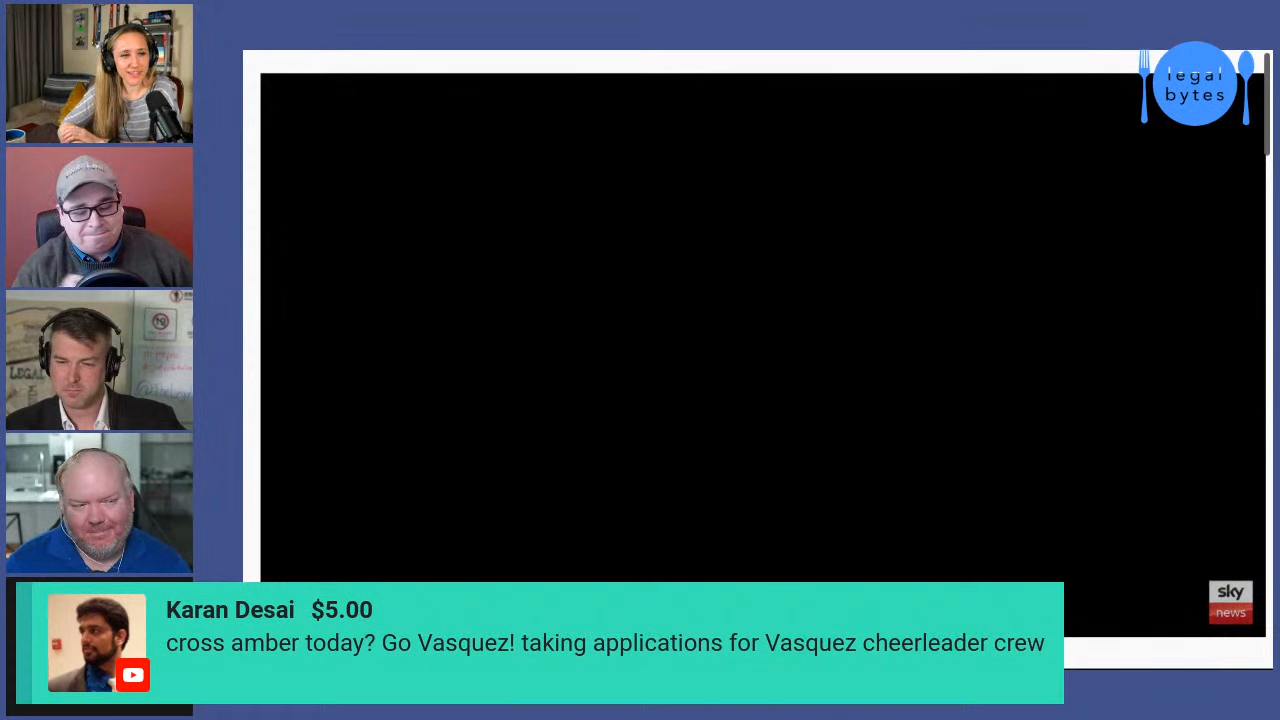 legal
bytes
LEGAL
sky
news
Karan Desai $5.00
cross amber today? Go Vasquez! taking applications for Vasquez cheerleader crew